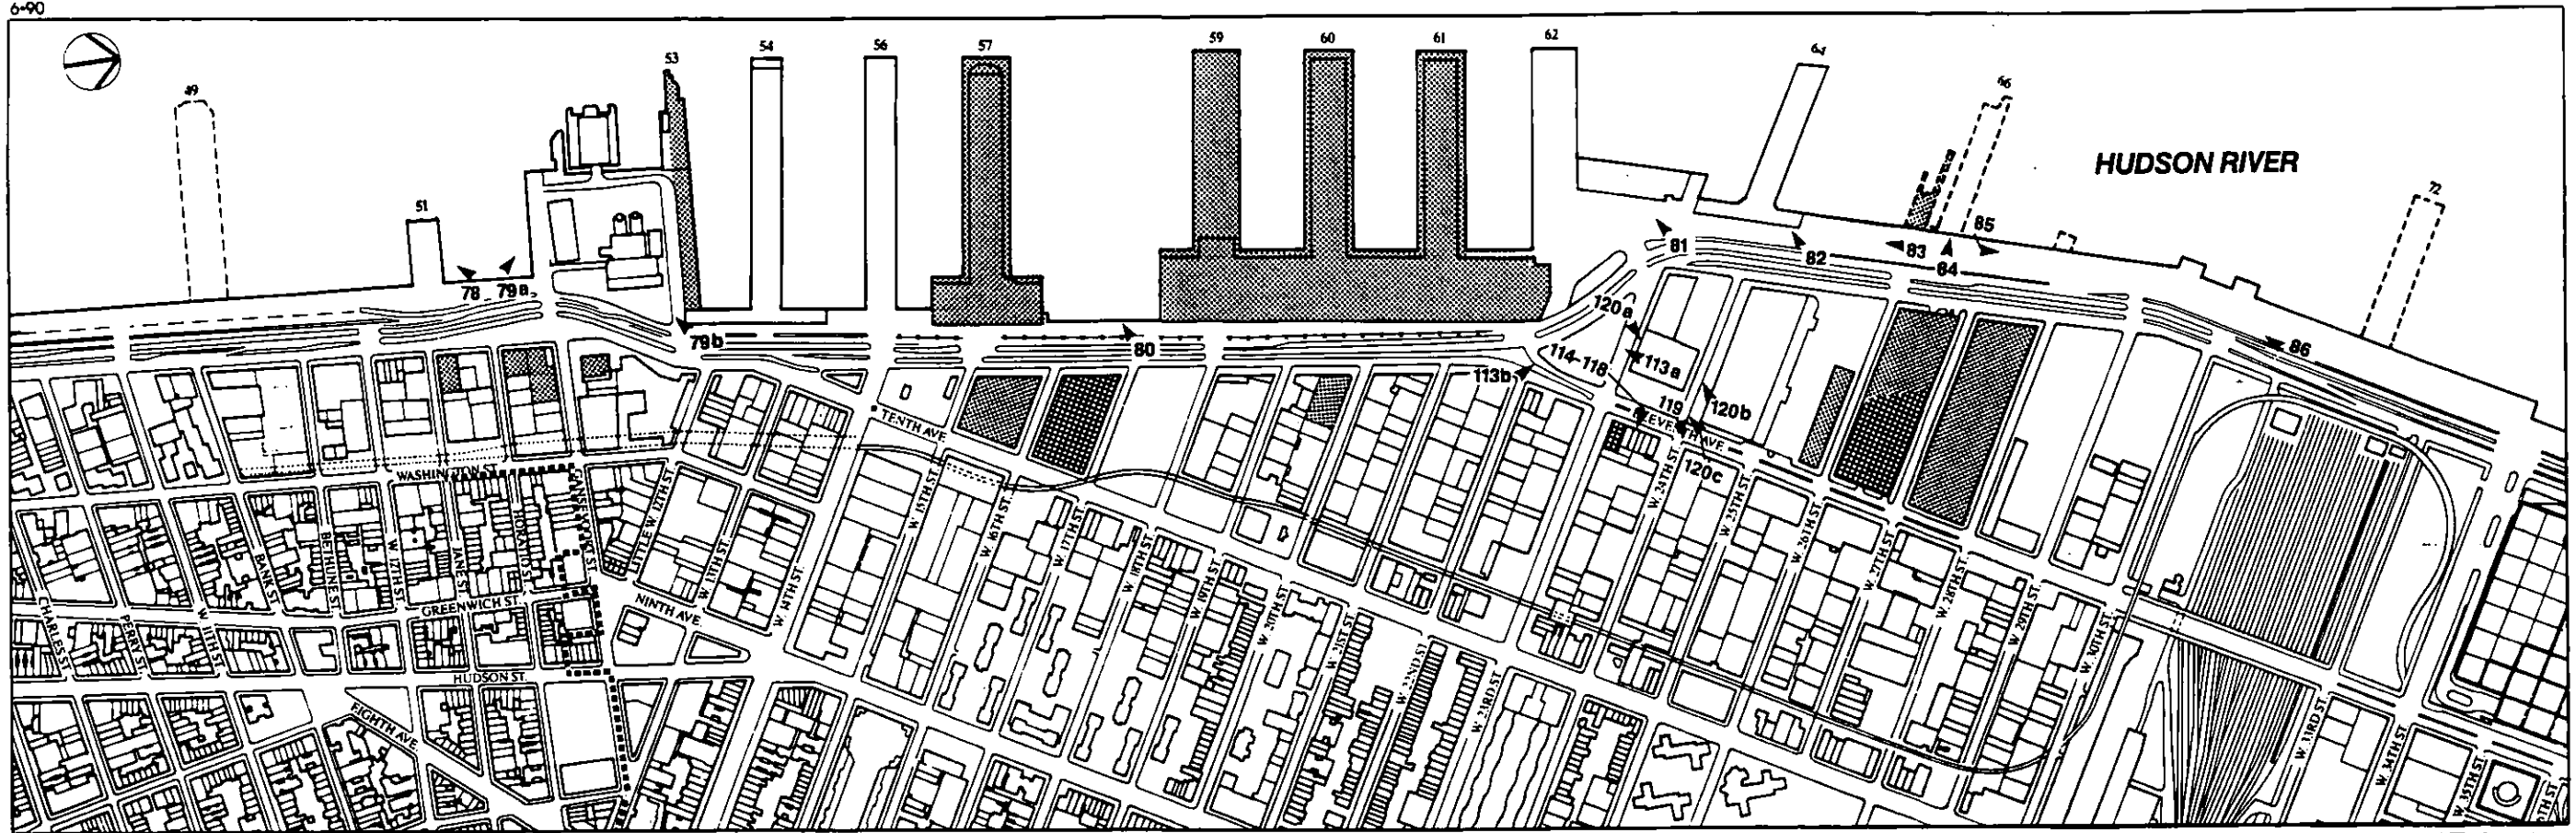 6-90
49
51
53
54
56
57
59
60
61
62
64
66
72
HUDSON RIVER
78
79a
79b
80
81
82
83
84
85
86
120a
114-118
113a
113b
119
120b
120c
TENTH AVE.
ELEVENTH AVE.
WASHINGTON ST.
GREENWICH ST.
HUDSON ST.
EIGHTH AVE.
NINTH AVE.
CHARLES ST.
PERRY ST.
W. 11TH ST.
BANK ST.
BETHUNE ST.
W. 12TH ST.
JANE ST.
HORATIO ST.
GANSEVOORT ST.
LITTLE W. 12TH ST.
W. 13TH ST.
W. 14TH ST.
W. 15TH ST.
W. 16TH ST.
W. 17TH ST.
W. 18TH ST.
W. 19TH ST.
W. 20TH ST.
W. 21ST ST.
W. 22ND ST.
W. 23RD ST.
W. 24TH ST.
W. 25TH ST.
W. 26TH ST.
W. 27TH ST.
W. 28TH ST.
W. 29TH ST.
W. 30TH ST.
W. 33RD ST.
W. 34TH ST.
W. 35TH ST.